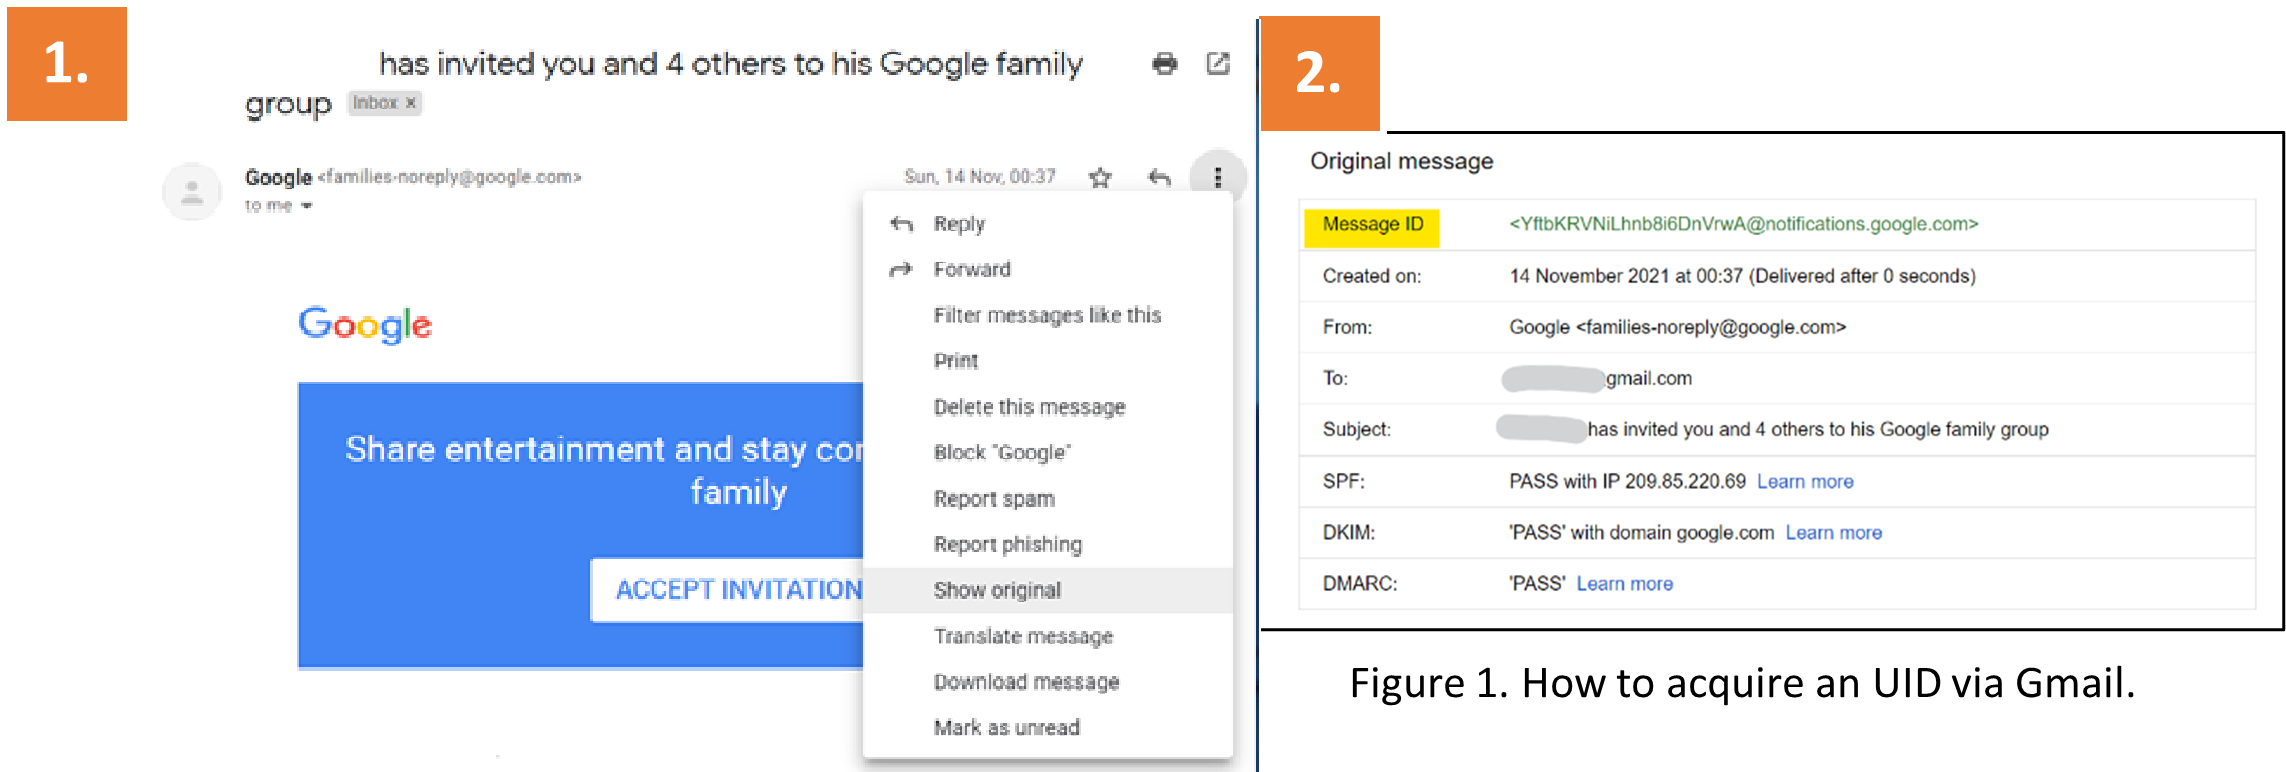 1.
has invited you and 4 others to his Google family
group Inbox x
Google <families-noreply@google.com>
Sun, 14 Nov, 00:37
to me
Reply
Forward
Filter messages like this
Print
Delete this message
Block "Google"
Report spam
Report phishing
Show original
Translate message
Download message
Mark as unread
Google
Share entertainment and stay con
family
ACCEPT INVITATION
2.
Original message
Message ID <YftbKRVNiLhnb8i6DnVrwA@notifications.google.com>
Created on: 14 November 2021 at 00:37 (Delivered after 0 seconds)
From: Google <families-noreply@google.com>
To: gmail.com
Subject: has invited you and 4 others to his Google family group
SPF: PASS with IP 209.85.220.69 Learn more
DKIM: 'PASS' with domain google.com Learn more
DMARC: 'PASS' Learn more
Figure 1. How to acquire an UID via Gmail.